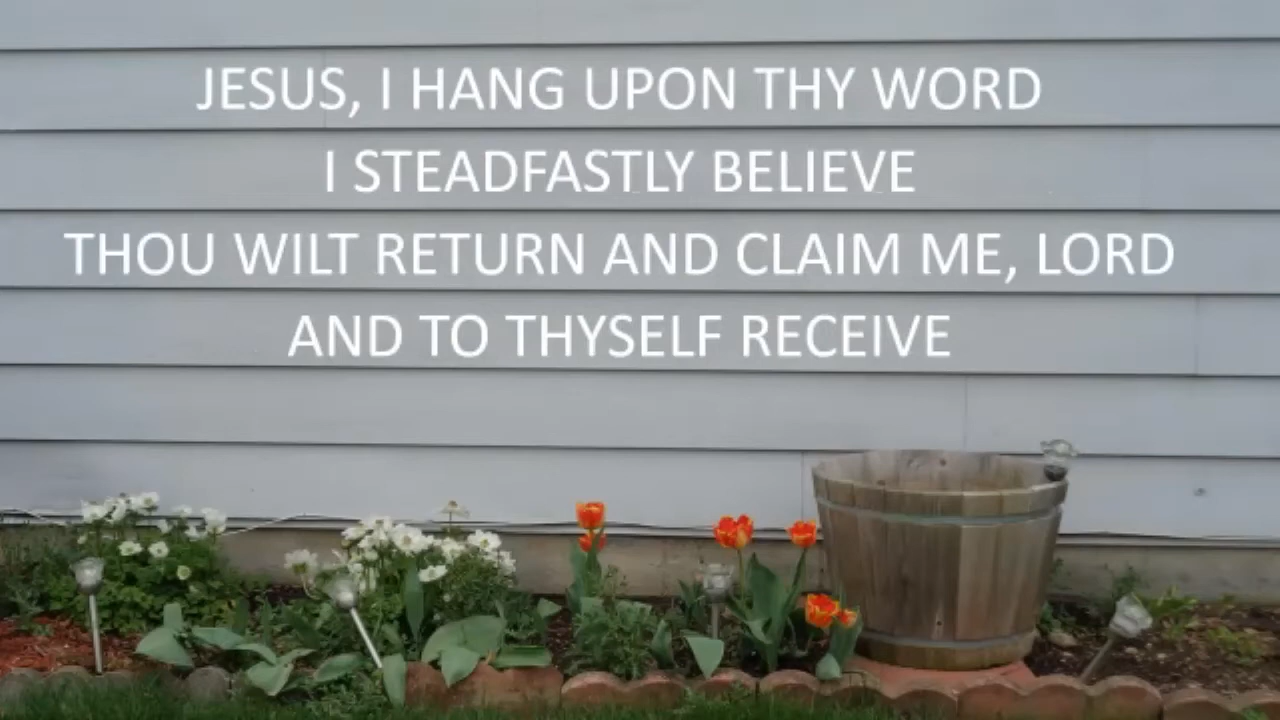 JESUS, I HANG UPON THY WORD
I STEADFASTLY BELIEVE
THOU WILT RETURN AND CLAIM ME, LORD
AND TO THYSELF RECEIVE